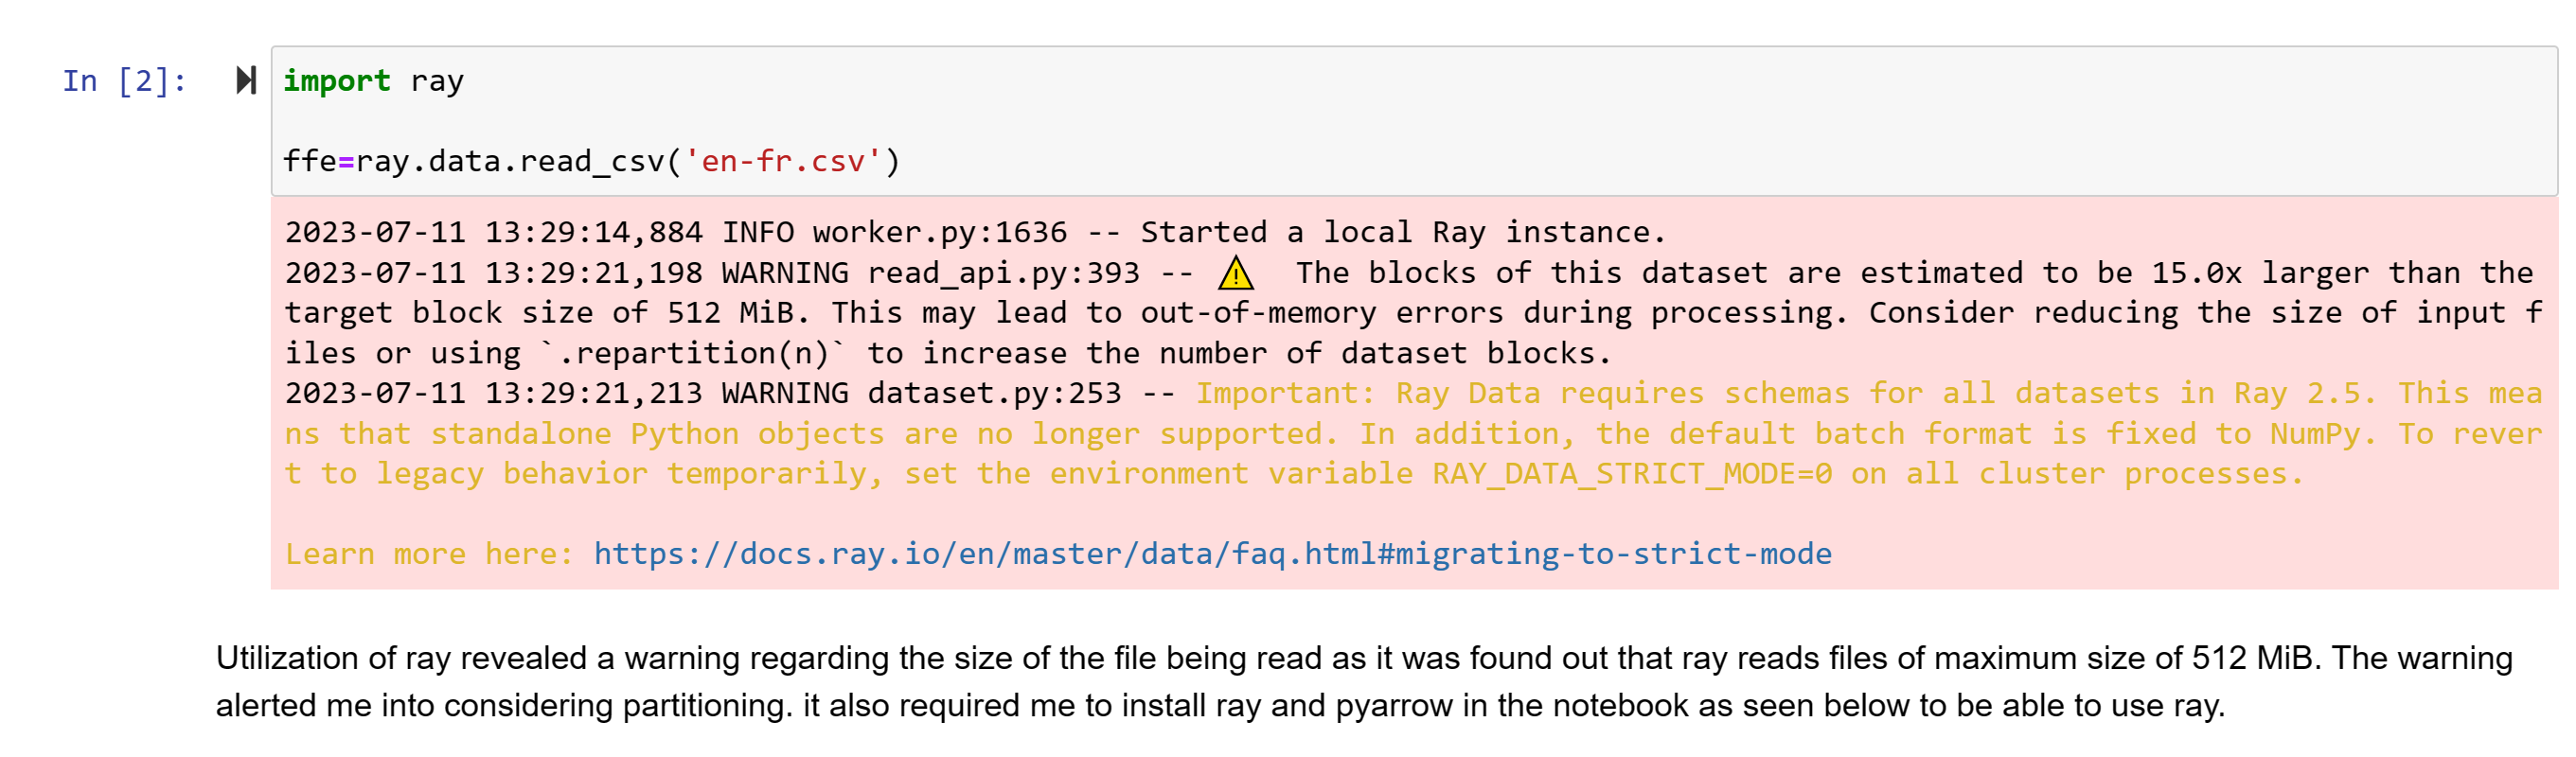 In [2]: import ray
ffe=ray.data.read_csv('en-fr.csv')
2023-07-11 13:29:14,884 INFO worker.py:1636 -- Started a local Ray instance.
2023-07-11 13:29:21,198 WARNING read_api.py:393 -- ⚠ The blocks of this dataset are estimated to be 15.0x larger than the
target block size of 512 MiB. This may lead to out-of-memory errors during processing. Consider reducing the size of input f
iles or using `.repartition(n)` to increase the number of dataset blocks.
2023-07-11 13:29:21,213 WARNING dataset.py:253 -- Important: Ray Data requires schemas for all datasets in Ray 2.5. This mea
ns that standalone Python objects are no longer supported. In addition, the default batch format is fixed to NumPy. To rever
t to legacy behavior temporarily, set the environment variable RAY_DATA_STRICT_MODE=0 on all cluster processes.
Learn more here: https://docs.ray.io/en/master/data/faq.html#migrating-to-strict-mode
Utilization of ray revealed a warning regarding the size of the file being read as it was found out that ray reads files of maximum size of 512 MiB. The warning
alerted me into considering partitioning. it also required me to install ray and pyarrow in the notebook as seen below to be able to use ray.